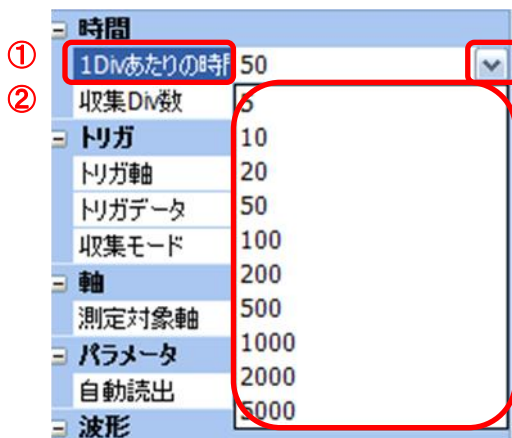 時間
① 1Divあたりの時間 50
② 収集Div数 5
トリガ 10
トリガ軸 20
トリガデータ 50
収集モード 100
軸 200
測定対象軸 500
パラメータ 1000
自動読出 2000
波形 5000